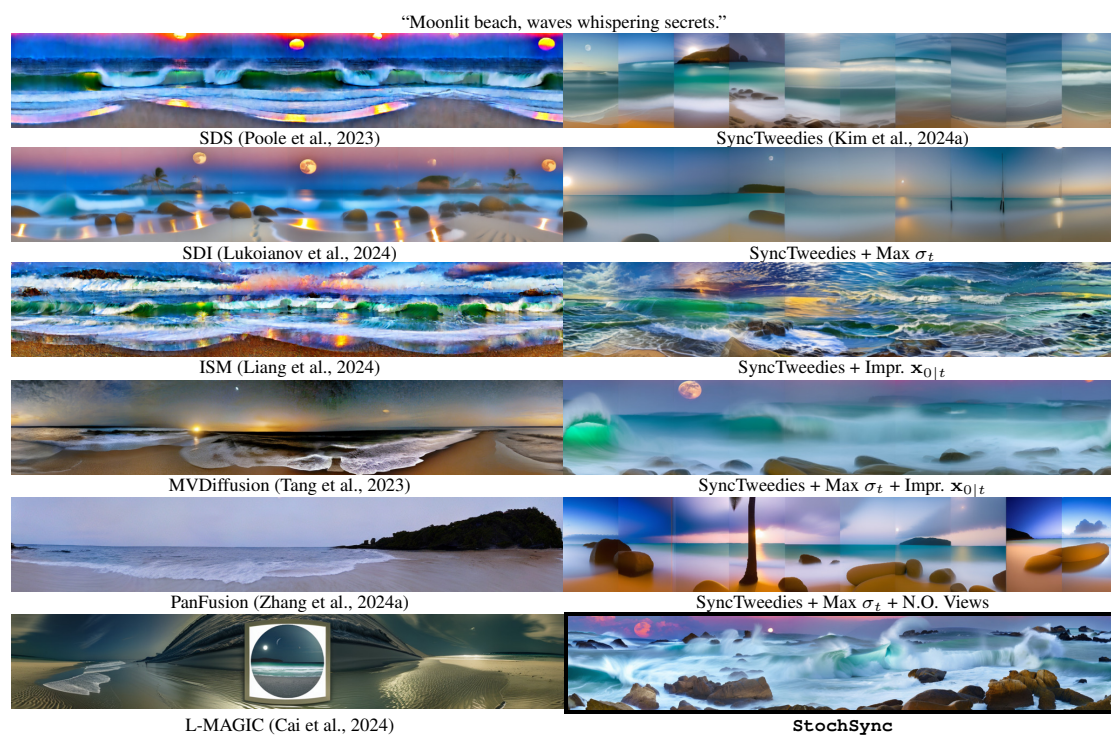 “Moonlit beach, waves whispering secrets.”
SDS (Poole et al., 2023)
SyncTweedies (Kim et al., 2024a)
SDI (Lukoianov et al., 2024)
SyncTweedies + Max σₜ
ISM (Liang et al., 2024)
SyncTweedies + Impr. x₀|ₜ
MVDiffusion (Tang et al., 2023)
SyncTweedies + Max σₜ + Impr. x₀|ₜ
PanFusion (Zhang et al., 2024a)
SyncTweedies + Max σₜ + N.O. Views
L-MAGIC (Cai et al., 2024)
StochSync